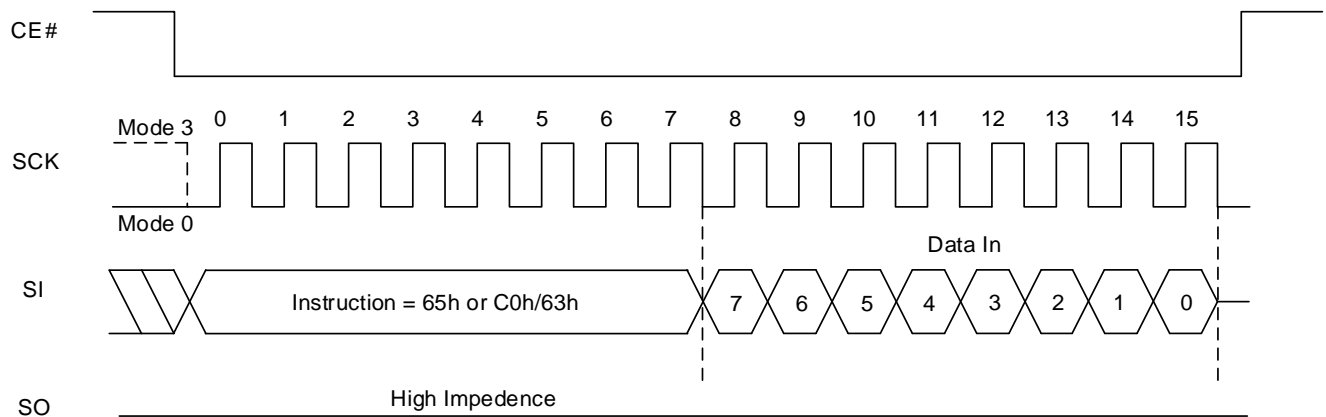 CE#
Mode 3
0 1 2 3 4 5 6 7 8 9 10 11 12 13 14 15
SCK
Mode 0
Data In
SI
Instruction = 65h or C0h/63h
7 6 5 4 3 2 1 0
High Impedence
SO